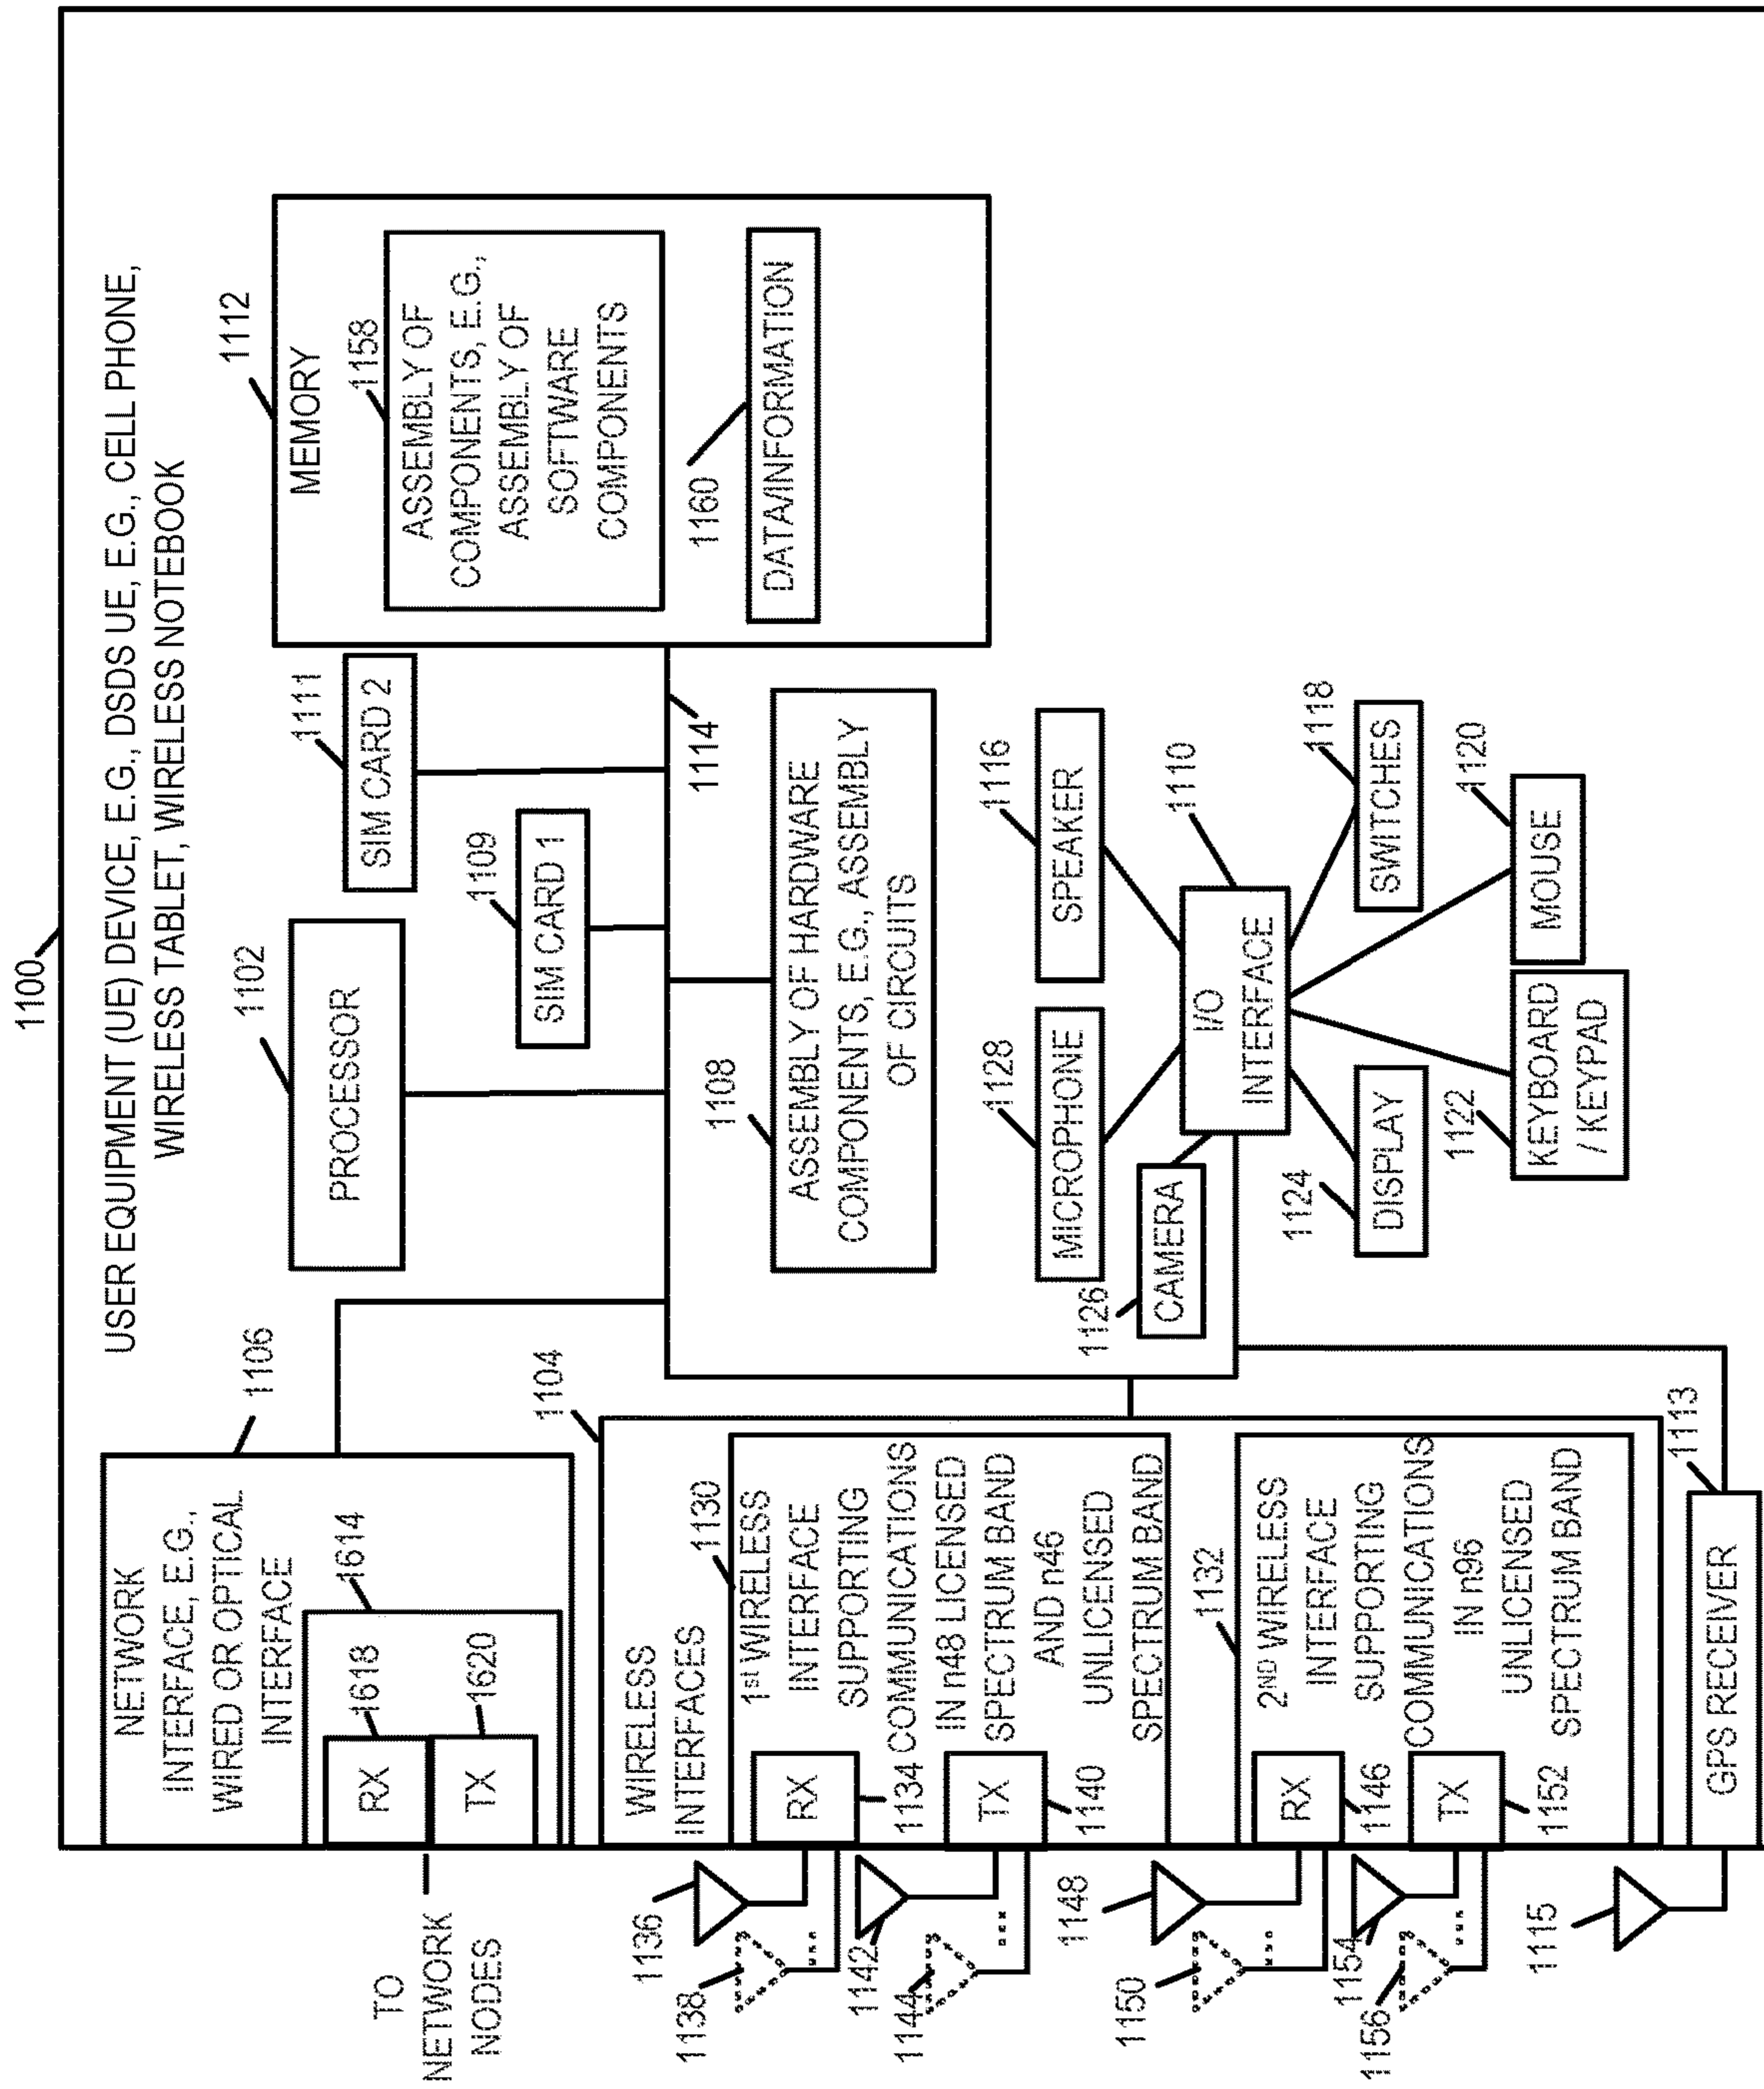 1100
USER EQUIPMENT (UE) DEVICE, E.G., DSDS UE, E.G., CELL PHONE,
WIRELESS TABLET, WIRELESS NOTEBOOK
1106
NETWORK
INTERFACE, E.G.,
WIRED OR OPTICAL
INTERFACE
1614
RX
1618
TX
1620
TO
NETWORK
NODES
1102
PROCESSOR
1109
SIM CARD 1
1111
SIM CARD 2
1112
MEMORY
1158
ASSEMBLY OF
COMPONENTS, E.G.,
ASSEMBLY OF
SOFTWARE
COMPONENTS
1160
DATA/INFORMATION
1114
1108
ASSEMBLY OF HARDWARE
COMPONENTS, E.G., ASSEMBLY
OF CIRCUITS
1104
WIRELESS
INTERFACES
1130
1st WIRELESS
INTERFACE
SUPPORTING
COMMUNICATIONS
IN n48 LICENSED
SPECTRUM BAND
AND n46
UNLICENSED
SPECTRUM BAND
RX
1134
TX
1140
1136
1138
...
1142
1144
...
1132
2ND WIRELESS
INTERFACE
SUPPORTING
COMMUNICATIONS
IN n96
UNLICENSED
SPECTRUM BAND
RX
1146
TX
1152
1148
1150
...
1154
1156
...
1113
GPS RECEIVER
1115
1128
MICROPHONE
1116
SPEAKER
1126
CAMERA
1110
I/O
INTERFACE
1118
SWITCHES
1124
DISPLAY
1120
MOUSE
1122
KEYBOARD
/ KEYPAD